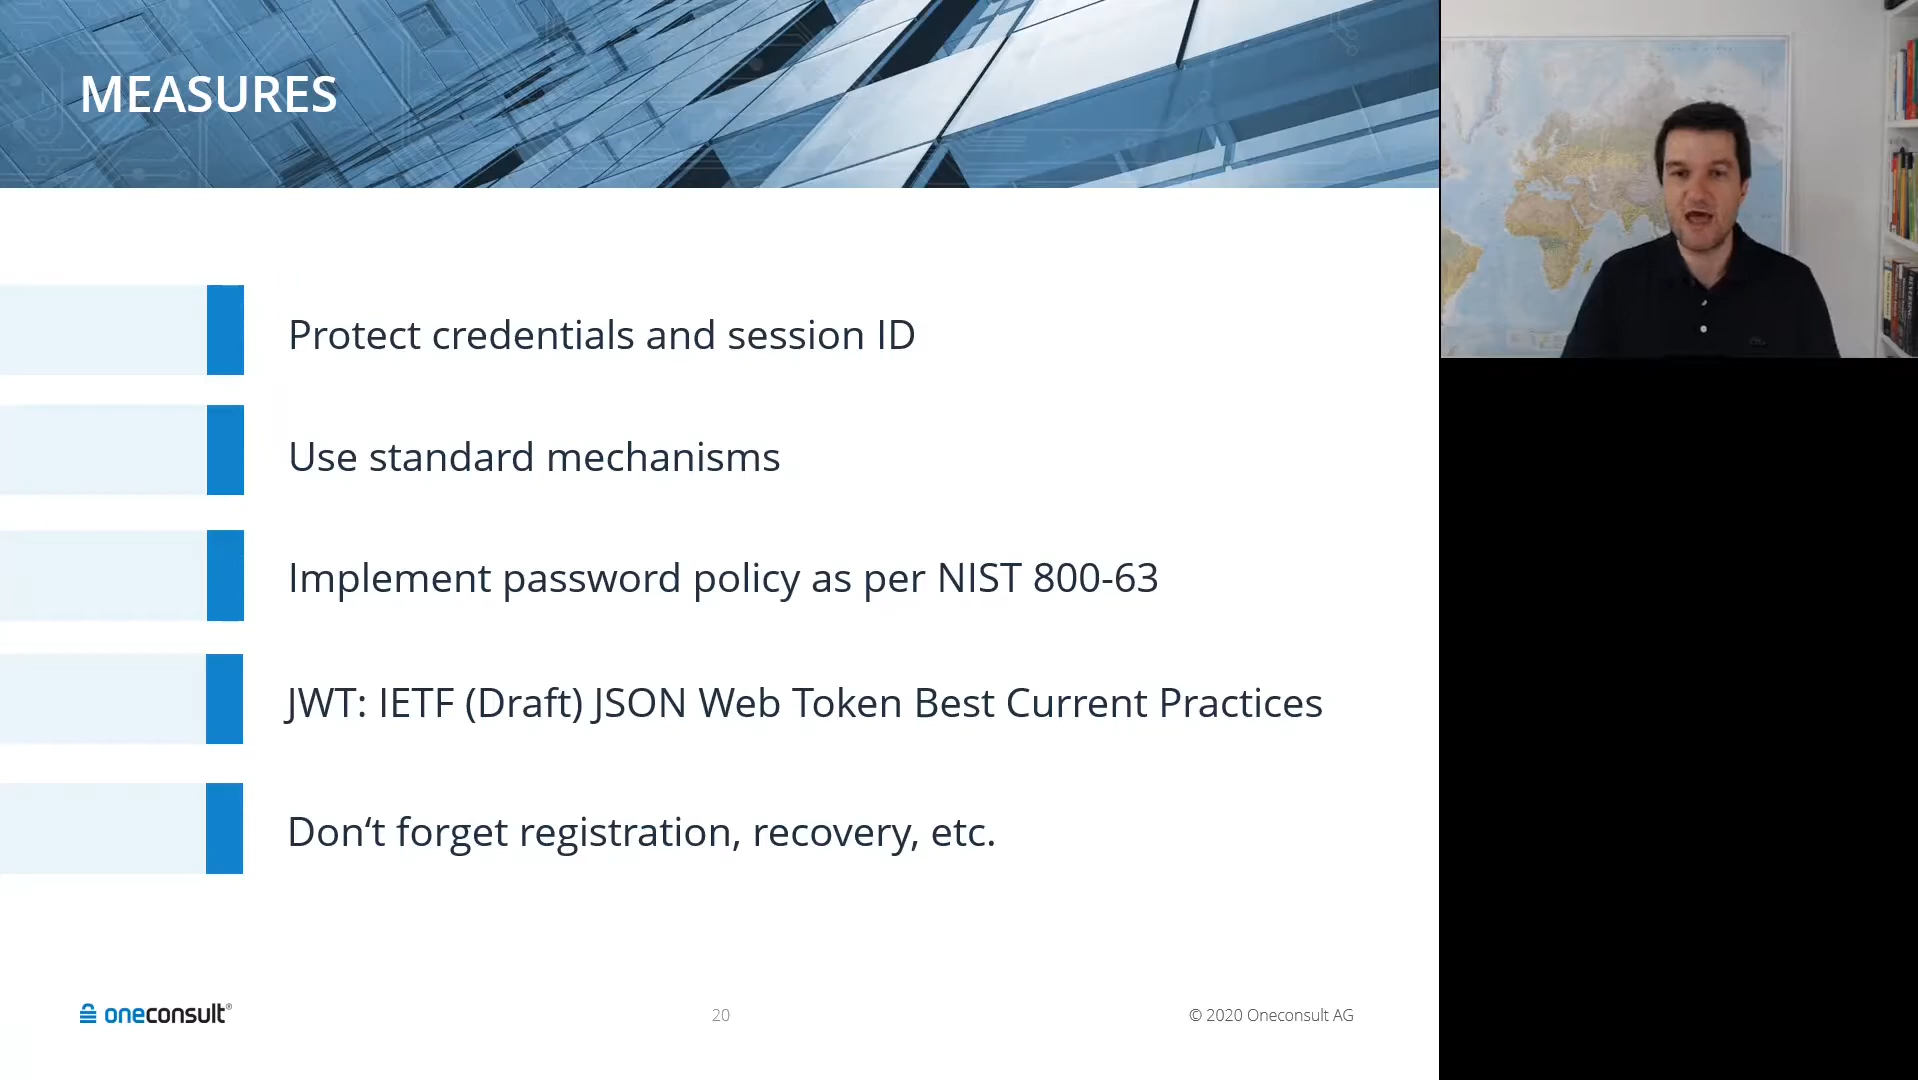 MEASURES
Protect credentials and session ID
Use standard mechanisms
Implement password policy as per NIST 800-63
JWT: IETF (Draft) JSON Web Token Best Current Practices
Don‘t forget registration, recovery, etc.
oneconsult®
20
© 2020 Oneconsult AG